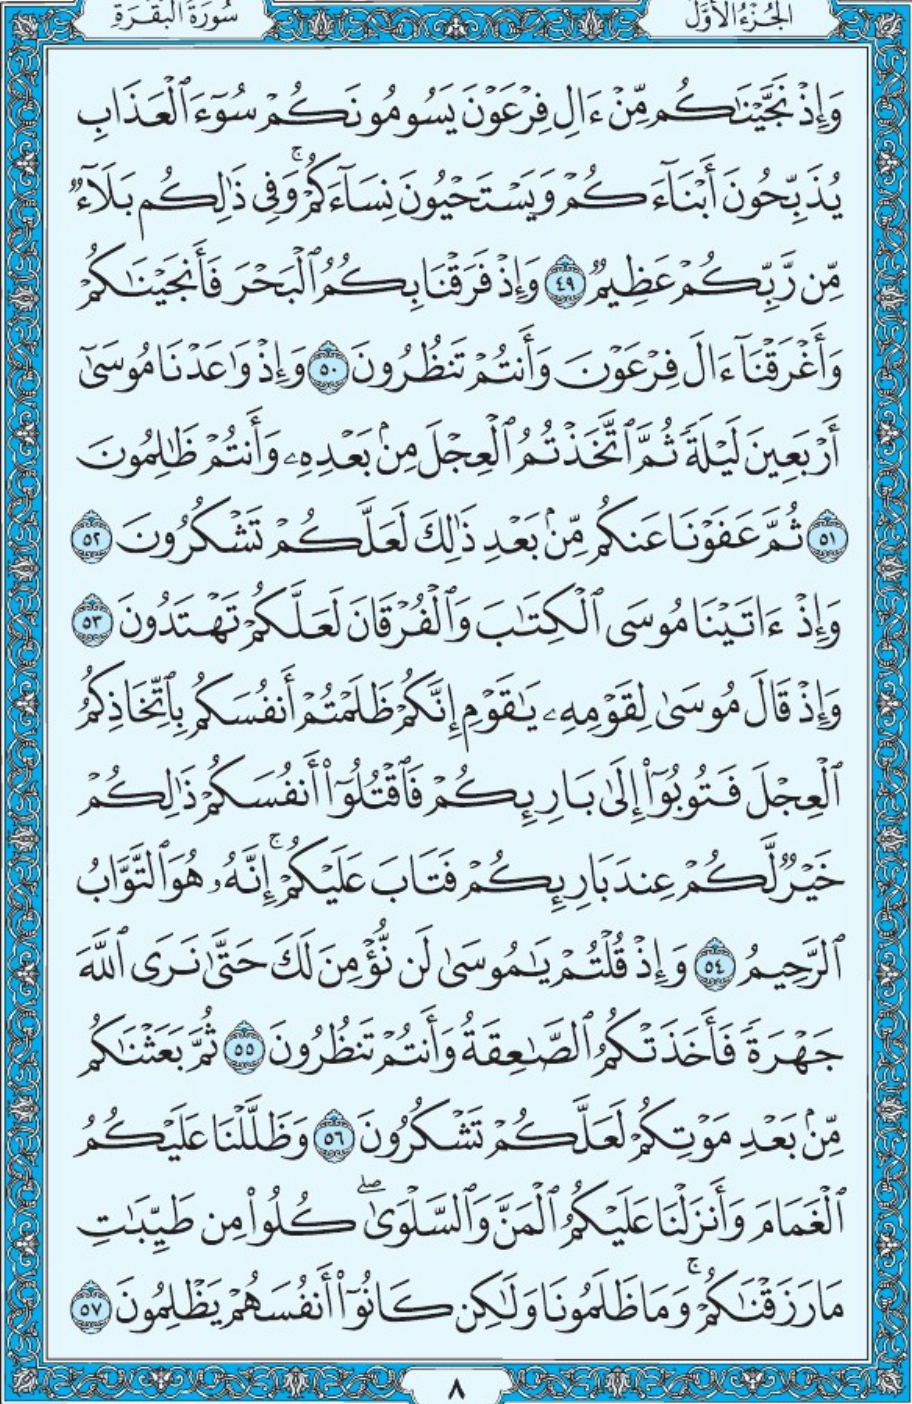 الجُزْءُ الأَوَّلُ
سُورَةُ البَقَرَةِ
وَإِذْ نَجَّيْنَٰكُم مِّنْ ءَالِ فِرْعَوْنَ يَسُومُونَكُمْ سُوٓءَ ٱلْعَذَابِ
يُذَبِّحُونَ أَبْنَآءَكُمْ وَيَسْتَحْيُونَ نِسَآءَكُمْ ۚ وَفِى ذَٰلِكُم بَلَآءٌ
مِّن رَّبِّكُمْ عَظِيمٌ ٤٩ وَإِذْ فَرَقْنَا بِكُمُ ٱلْبَحْرَ فَأَنجَيْنَٰكُمْ
وَأَغْرَقْنَآ ءَالَ فِرْعَوْنَ وَأَنتُمْ تَنظُرُونَ ٥٠ وَإِذْ وَٰعَدْنَا مُوسَىٰٓ
أَرْبَعِينَ لَيْلَةً ثُمَّ ٱتَّخَذْتُمُ ٱلْعِجْلَ مِنۢ بَعْدِهِۦ وَأَنتُمْ ظَٰلِمُونَ
٥١ ثُمَّ عَفَوْنَا عَنكُم مِّنۢ بَعْدِ ذَٰلِكَ لَعَلَّكُمْ تَشْكُرُونَ ٥٢
وَإِذْ ءَاتَيْنَا مُوسَى ٱلْكِتَٰبَ وَٱلْفُرْقَانَ لَعَلَّكُمْ تَهْتَدُونَ ٥٣
وَإِذْ قَالَ مُوسَىٰ لِقَوْمِهِۦ يَٰقَوْمِ إِنَّكُمْ ظَلَمْتُمْ أَنفُسَكُم بِٱتِّخَاذِكُمُ
ٱلْعِجْلَ فَتُوبُوٓا۟ إِلَىٰ بَارِئِكُمْ فَٱقْتُلُوٓا۟ أَنفُسَكُمْ ذَٰلِكُمْ
خَيْرٌ لَّكُمْ عِندَ بَارِئِكُمْ فَتَابَ عَلَيْكُمْ ۚ إِنَّهُۥ هُوَ ٱلتَّوَّابُ
ٱلرَّحِيمُ ٥٤ وَإِذْ قُلْتُمْ يَٰمُوسَىٰ لَن نُّؤْمِنَ لَكَ حَتَّىٰ نَرَى ٱللَّهَ
جَهْرَةً فَأَخَذَتْكُمُ ٱلصَّٰعِقَةُ وَأَنتُمْ تَنظُرُونَ ٥٥ ثُمَّ بَعَثْنَٰكُم
مِّنۢ بَعْدِ مَوْتِكُمْ لَعَلَّكُمْ تَشْكُرُونَ ٥٦ وَظَلَّلْنَا عَلَيْكُمُ
ٱلْغَمَامَ وَأَنزَلْنَا عَلَيْكُمُ ٱلْمَنَّ وَٱلسَّلْوَىٰ ۖ كُلُوا۟ مِن طَيِّبَٰتِ
مَا رَزَقْنَٰكُمْ ۚ وَمَا ظَلَمُونَا وَلَٰكِن كَانُوٓا۟ أَنفُسَهُمْ يَظْلِمُونَ ٥٧
٨